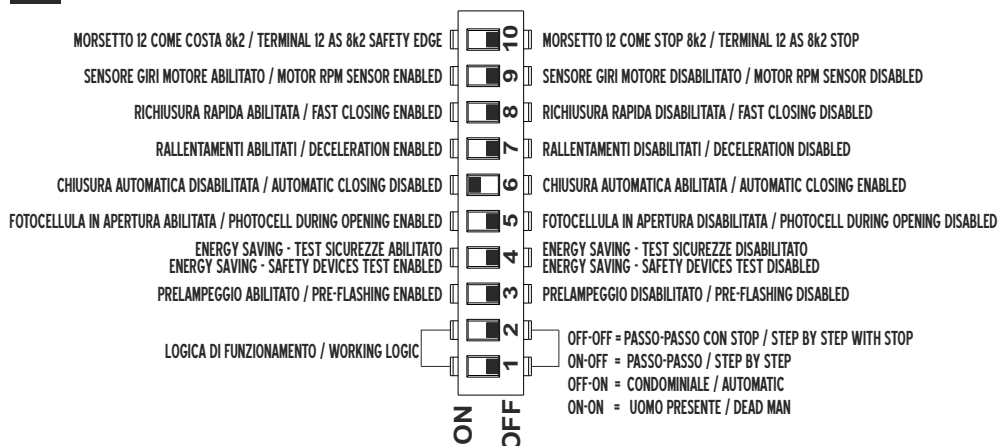 MORSETTO 12 COME COSTA 8k2 / TERMINAL 12 AS 8k2 SAFETY EDGE 10 MORSETTO 12 COME STOP 8k2 / TERMINAL 12 AS 8k2 STOP
SENSORE GIRI MOTORE ABILITATO / MOTOR RPM SENSOR ENABLED 9 SENSORE GIRI MOTORE DISABILITATO / MOTOR RPM SENSOR DISABLED
RICHIUSURA RAPIDA ABILITATA / FAST CLOSING ENABLED 8 RICHIUSURA RAPIDA DISABILITATA / FAST CLOSING DISABLED
RALLENTAMENTI ABILITATI / DECELERATION ENABLED 7 RALLENTAMENTI DISABILITATI / DECELERATION DISABLED
CHIUSURA AUTOMATICA DISABILITATA / AUTOMATIC CLOSING DISABLED 6 CHIUSURA AUTOMATICA ABILITATA / AUTOMATIC CLOSING ENABLED
FOTOCELLULA IN APERTURA ABILITATA / PHOTOCELL DURING OPENING ENABLED 5 FOTOCELLULA IN APERTURA DISABILITATA / PHOTOCELL DURING OPENING DISABLED
ENERGY SAVING - TEST SICUREZZE ABILITATO
ENERGY SAVING - SAFETY DEVICES TEST ENABLED
4
ENERGY SAVING - TEST SICUREZZE DISABILITATO
ENERGY SAVING - SAFETY DEVICES TEST DISABLED
PRELAMPEGGIO ABILITATO / PRE-FLASHING ENABLED 3 PRELAMPEGGIO DISABILITATO / PRE-FLASHING DISABLED
LOGICA DI FUNZIONAMENTO / WORKING LOGIC
2
1
OFF-OFF = PASSO-PASSO CON STOP / STEP BY STEP WITH STOP
ON-OFF = PASSO-PASSO / STEP BY STEP
OFF-ON = CONDOMINIALE / AUTOMATIC
ON-ON = UOMO PRESENTE / DEAD MAN
ON OFF